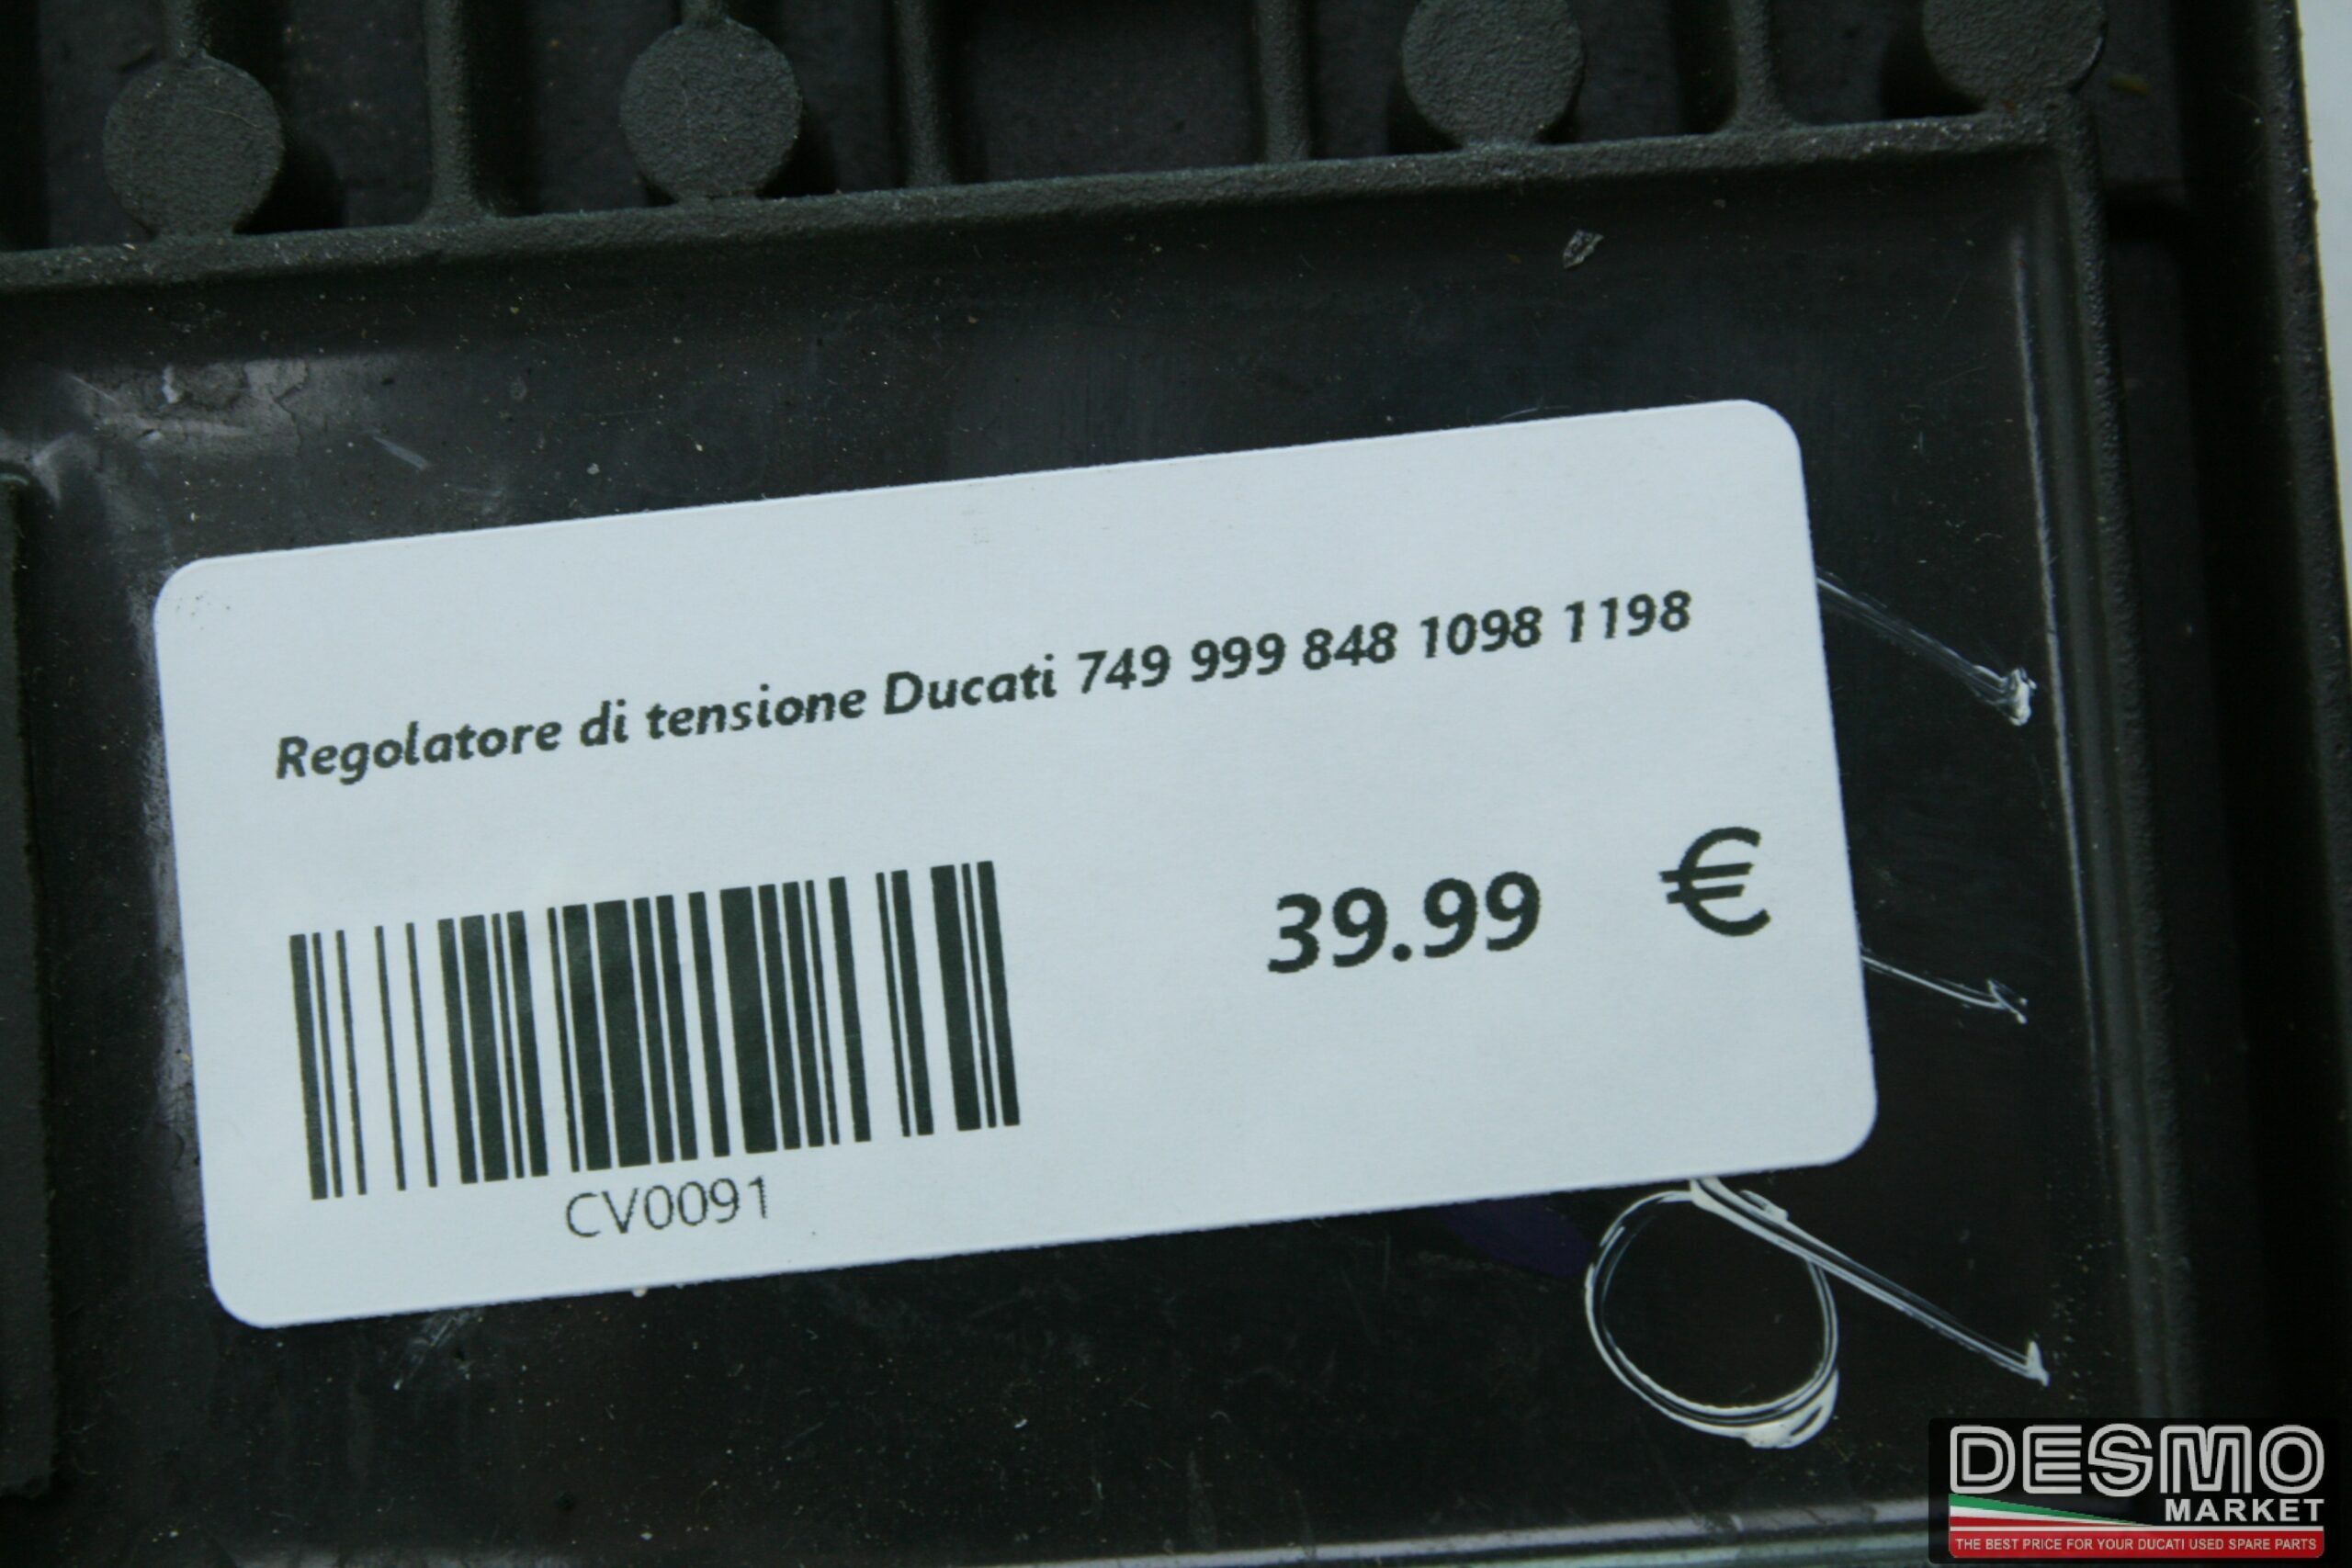 Regolatore di tensione Ducati 749 999 848 1098 1198
39.99 €
CV0091
DESMO
MARKET
THE BEST PRICE FOR YOUR DUCATI USED SPARE PARTS